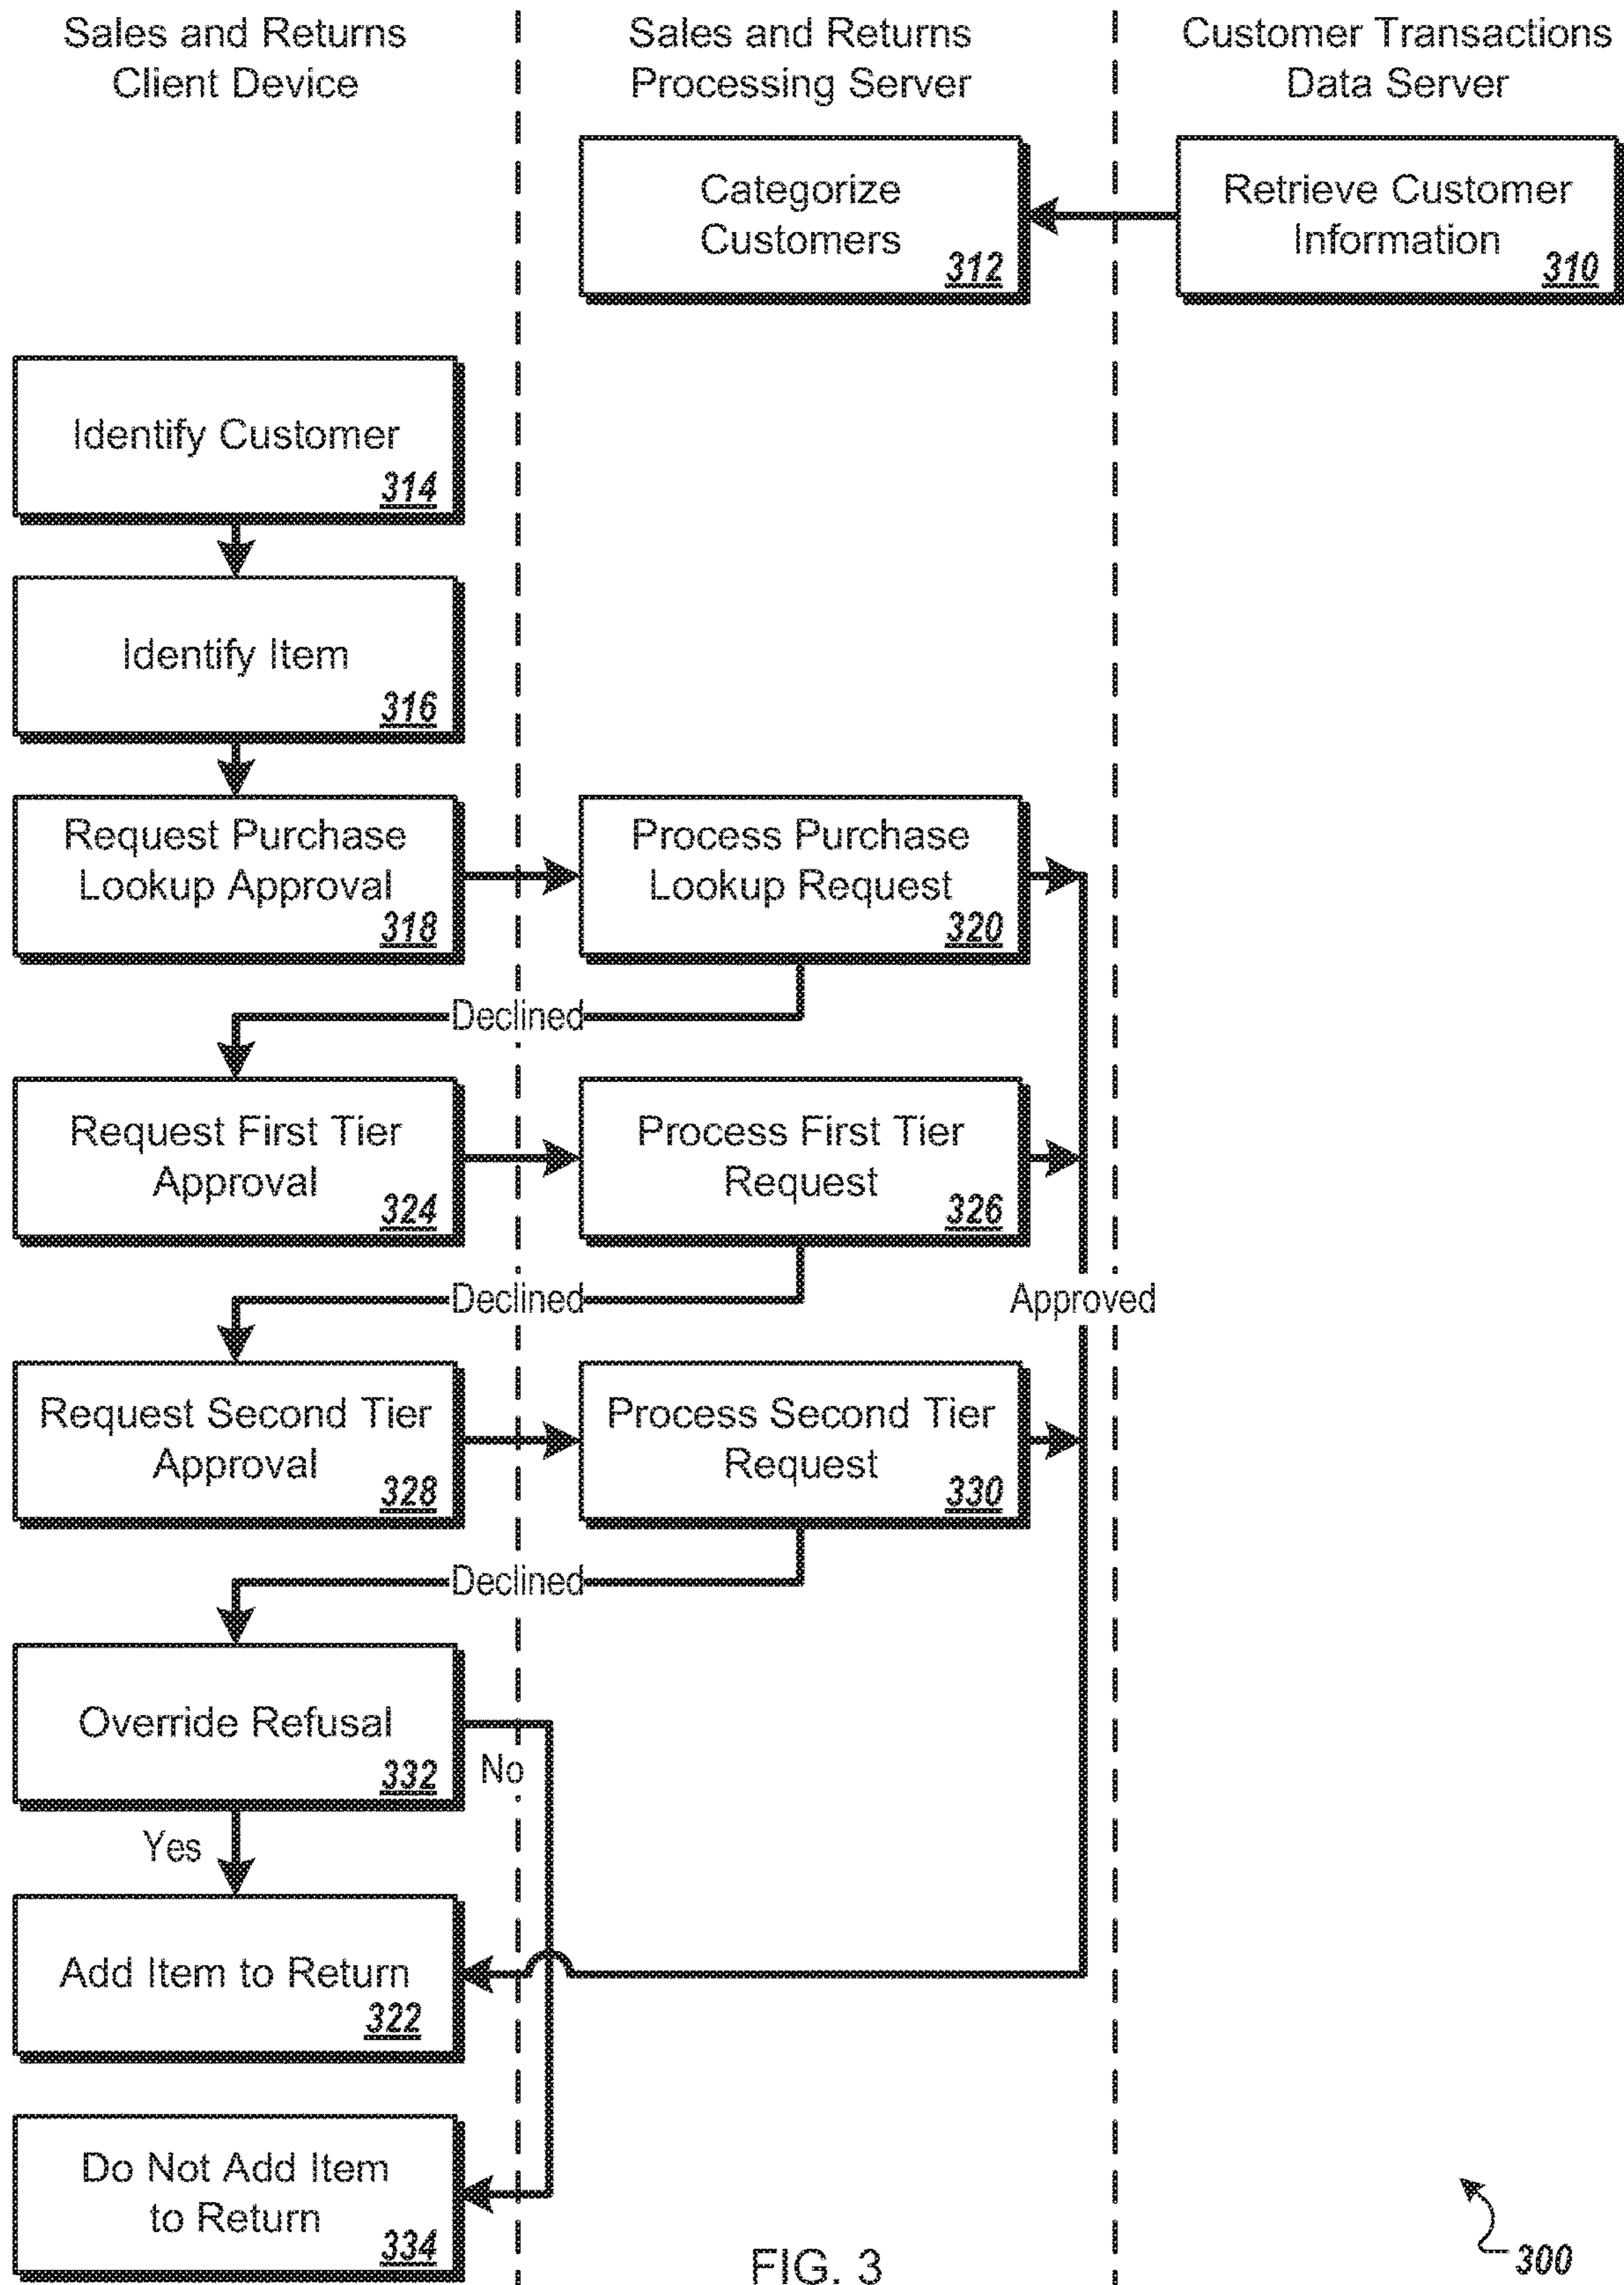 Sales and Returns
Client Device
Sales and Returns
Processing Server
Customer Transactions
Data Server
Categorize
Customers
312
Retrieve Customer
Information
310
Identify Customer
314
Identify Item
316
Request Purchase
Lookup Approval
318
Process Purchase
Lookup Request
320
Declined
Request First Tier
Approval
324
Process First Tier
Request
326
Declined
Approved
Request Second Tier
Approval
328
Process Second Tier
Request
330
Declined
Override Refusal
332
No
Yes
Add Item to Return
322
Do Not Add Item
to Return
334
FIG. 3
300